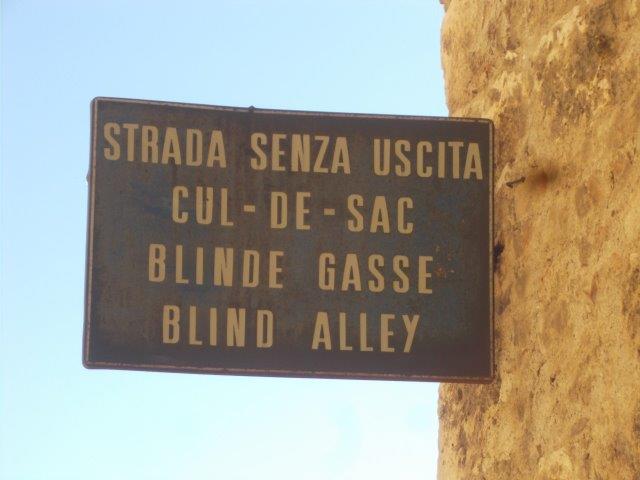 STRADA SENZA USCITA
CUL-DE-SAC
BLINDE GASSE
BLIND ALLEY